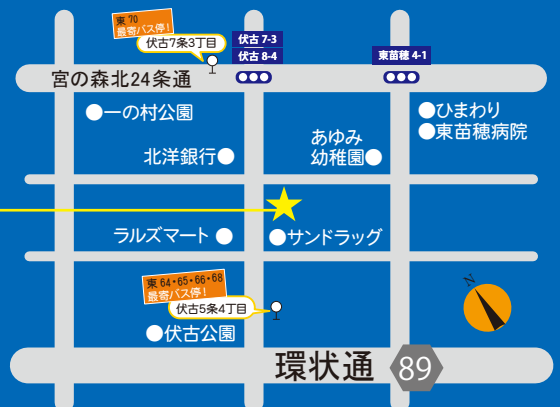 東 70
最寄バス停!
伏古7条3丁目
伏古 7-3
伏古 8-4
東苗穂 4-1
宮の森北24条通
一の村公園
ひまわり
東苗穂病院
北洋銀行
あゆみ
幼稚園
ラルズマート
サンドラッグ
東 64・65・66・68
最寄バス停!
伏古5条4丁目
伏古公園
N
環状通
89